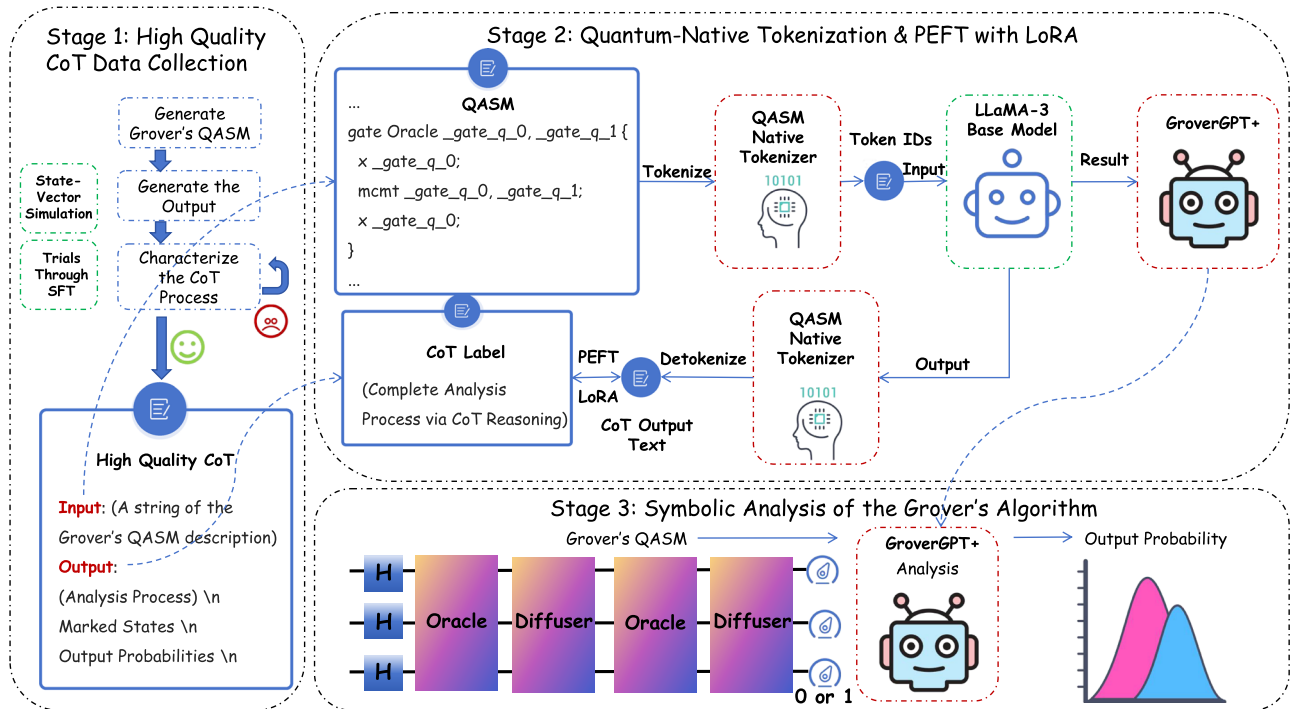 Stage 1: High Quality
CoT Data Collection
Generate
Grover's QASM
Generate the
Output
Characterize
the CoT
Process
State-
Vector
Simulation
Trials
Through
SFT
High Quality CoT
Input: (A string of the
Grover's QASM description)
Output:
(Analysis Process) \n
Marked States \n
Output Probabilities \n
Stage 2: Quantum-Native Tokenization & PEFT with LoRA
...
QASM
gate Oracle _gate_q_0, _gate_q_1 {
x _gate_q_0;
mcmt _gate_q_0, _gate_q_1;
x _gate_q_0;
}
...
Tokenize
QASM
Native
Tokenizer
10101
Token IDs
Input
LLaMA-3
Base Model
Result
GroverGPT+
CoT Label
(Complete Analysis
Process via CoT Reasoning)
PEFT
LoRA
CoT Output
Text
Detokenize
QASM
Native
Tokenizer
10101
Output
Stage 3: Symbolic Analysis of the Grover's Algorithm
Grover's QASM
H
H
H
Oracle
Diffuser
Oracle
Diffuser
0 or 1
GroverGPT+
Analysis
Output Probability